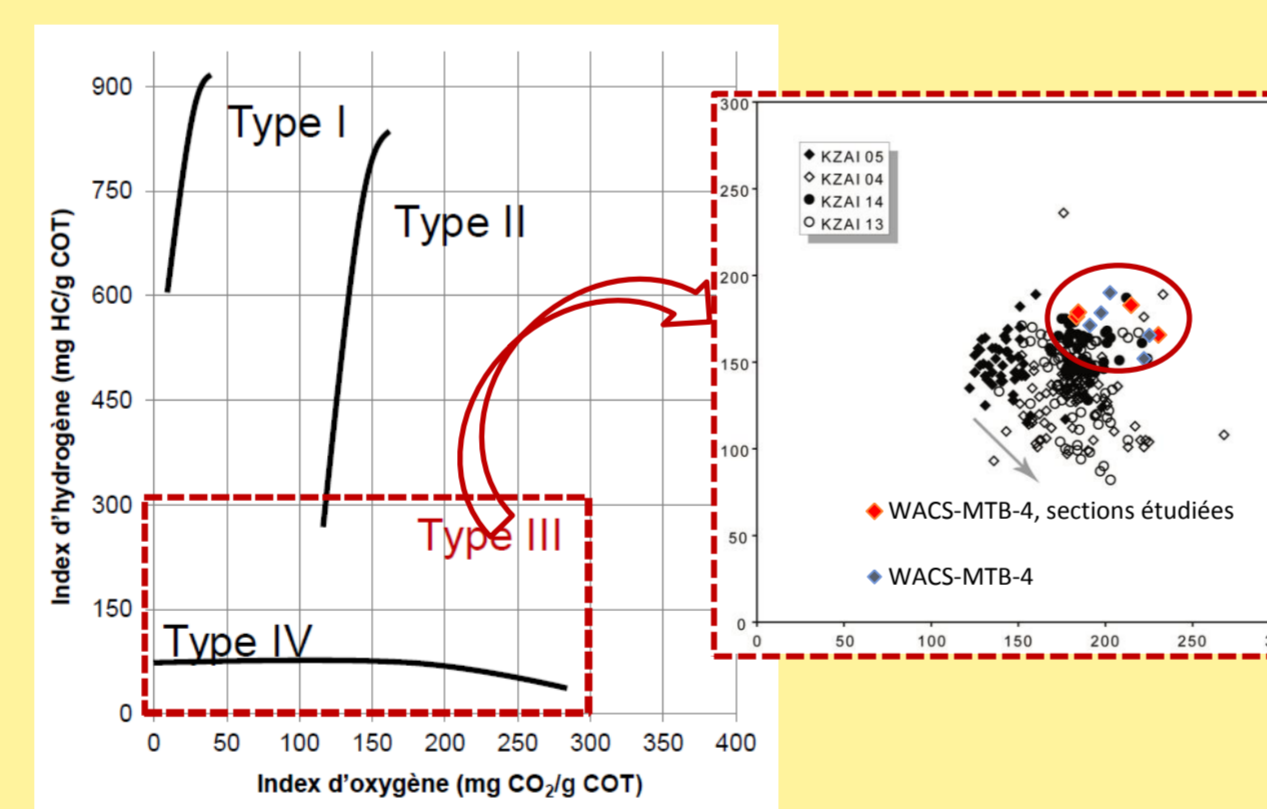 900
750
600
450
300
150
0
0 50 100 150 200 250 300 350 400
Index d'hydrogène (mg HC/g COT)
Index d'oxygène (mg CO₂/g COT)
Type I
Type II
Type III
Type IV
300
250
200
150
100
50
0
0 50 100 150 200 250
KZAI 05
KZAI 04
KZAI 14
KZAI 13
WACS-MTB-4, sections étudiées
WACS-MTB-4